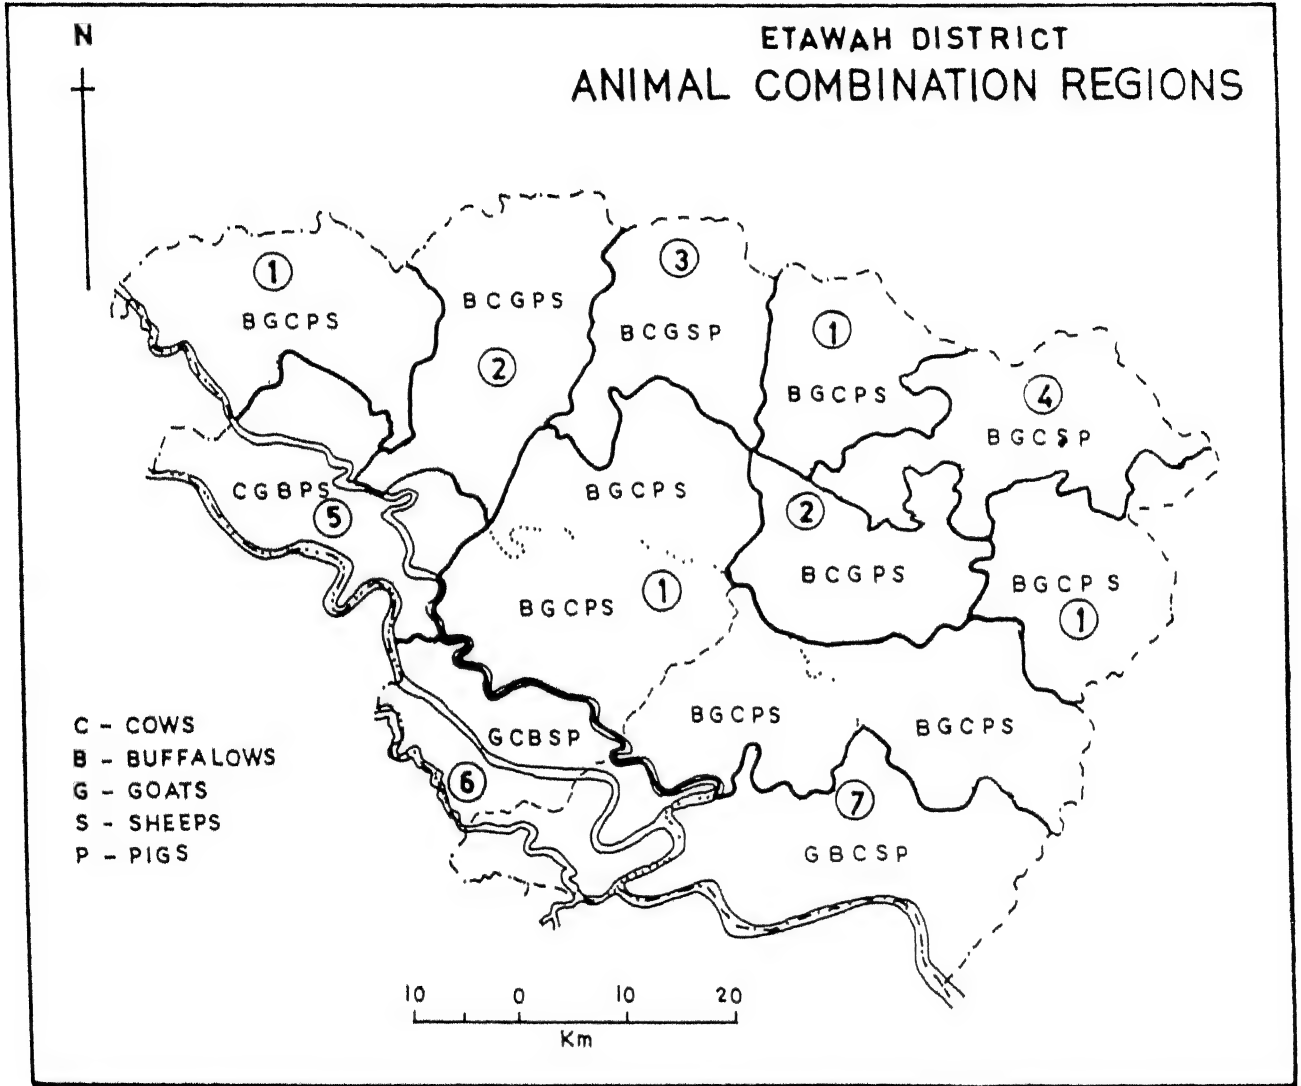 N
ETAWAH DISTRICT
ANIMAL COMBINATION REGIONS
1
BGCPS
BCGPS
2
3
BCGSP
1
BGCPS
4
BGCSP
CGBPS
5
BGCPS
2
BCGPS
BGCPS
1
BGCPS
1
BGCPS
BGCPS
GCBSP
6
7
GBCSP
C - COWS
B - BUFFALOWS
G - GOATS
S - SHEEPS
P - PIGS
10 0 10 20
Km